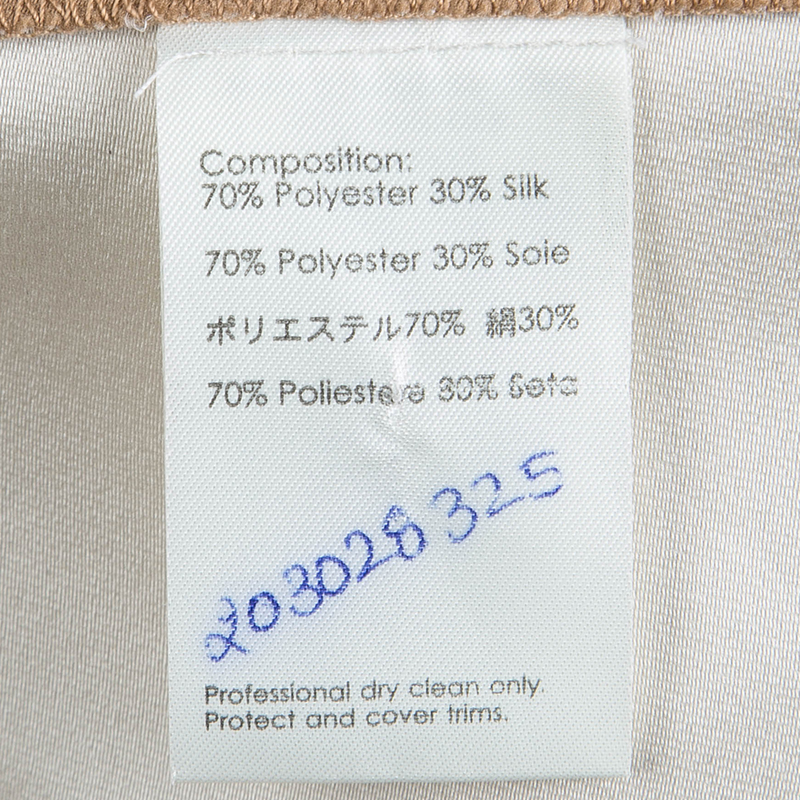 Composition:
70% Polyester 30% Silk
70% Polyester 30% Soie
ポリエステル70% 絹30%
70% Poliestere 30% Seta
203028325
Professional dry clean only.
Protect and cover trims.